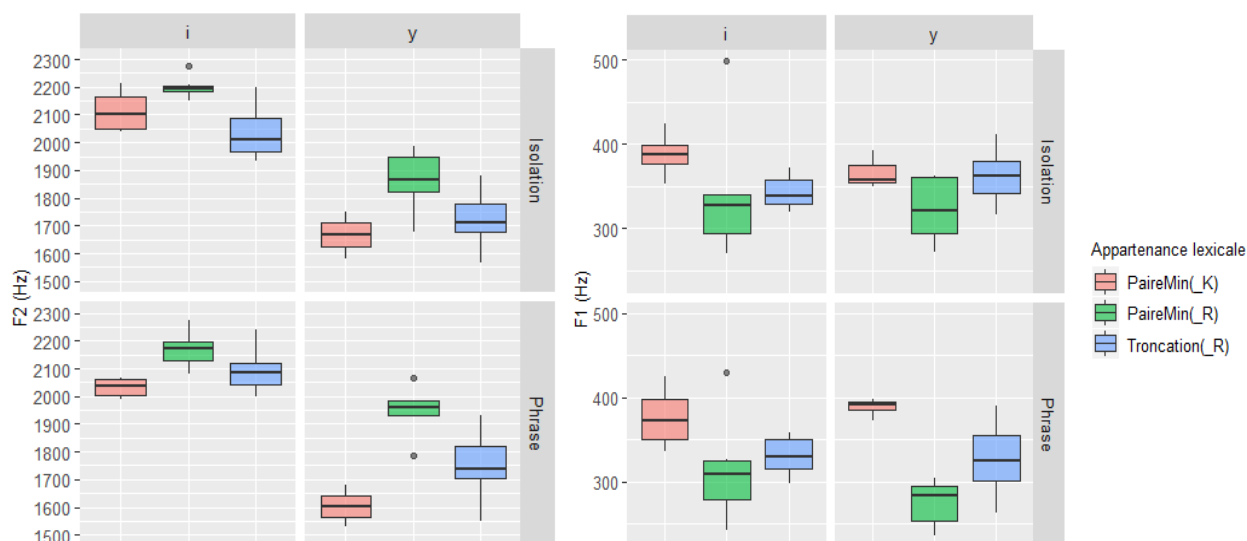 i
y
2300
2200
2100
2000
1900
1800
1700
1600
1500
Isolation
2300
2200
2100
2000
1900
1800
1700
1600
1500
Phrase
F2 (Hz)
i
y
500
400
300
Isolation
500
400
300
Phrase
F1 (Hz)
Appartenance lexicale
PaireMin(_K)
PaireMin(_R)
Troncation(_R)